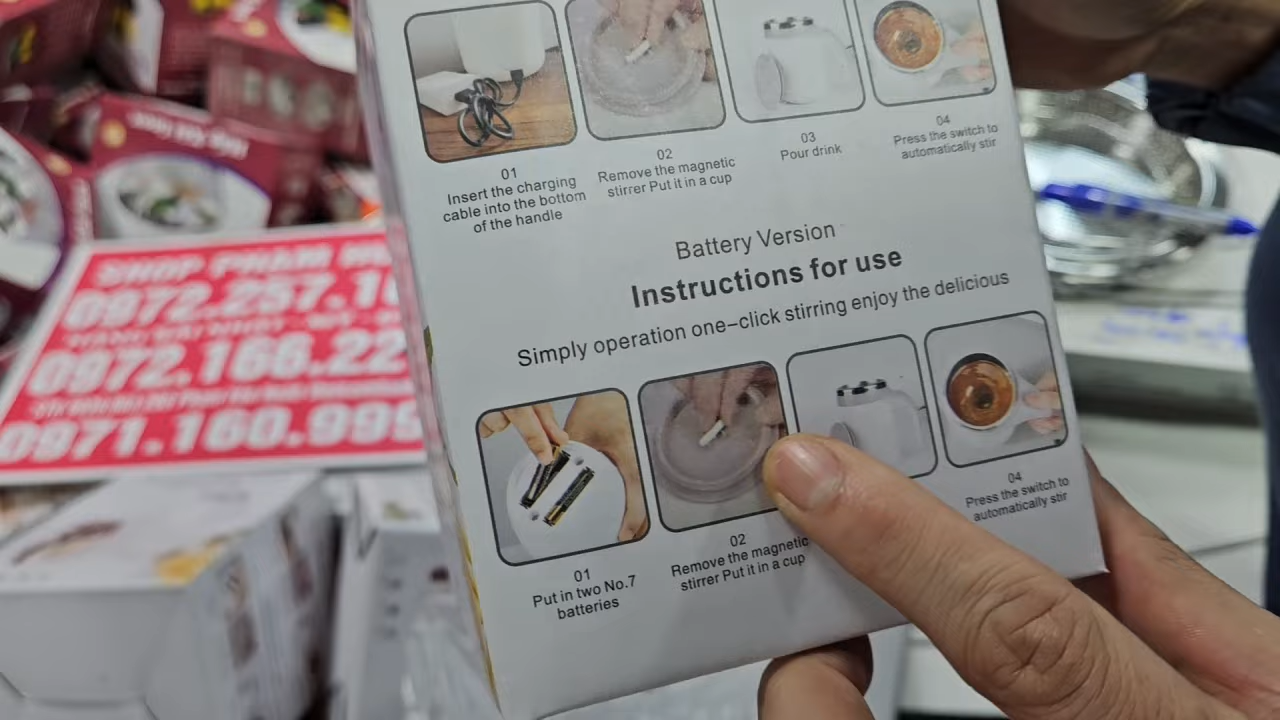 01
Insert the charging
cable into the bottom
of the handle
02
Remove the magnetic
stirrer Put it in a cup
03
Pour drink
04
Press the switch to
automatically stir
Battery Version
Instructions for use
Simply operation one-click stirring enjoy the delicious
01
Put in two No.7
batteries
02
Remove the magnetic
stirrer Put it in a cup
04
Press the switch to
automatically stir
SHOP PHẠM
0972.257.1
0972.166.22
0971.160.999